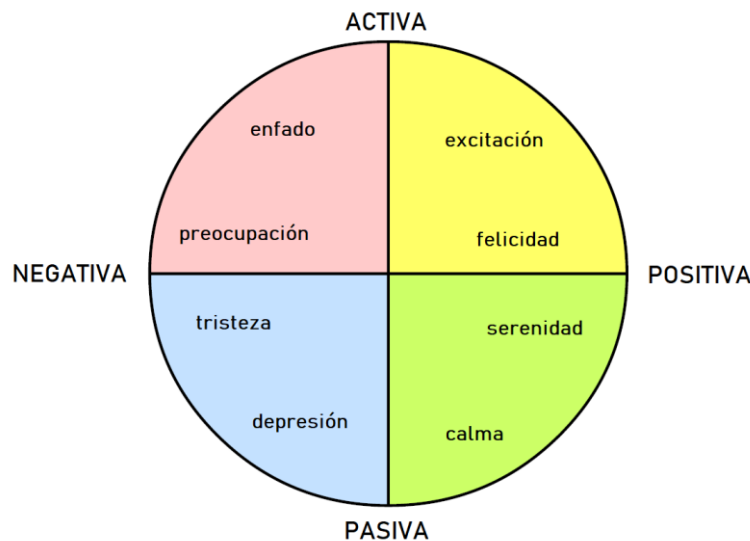 ACTIVA
enfado
excitación
preocupación
felicidad
NEGATIVA
POSITIVA
tristeza
serenidad
depresión
calma
PASIVA